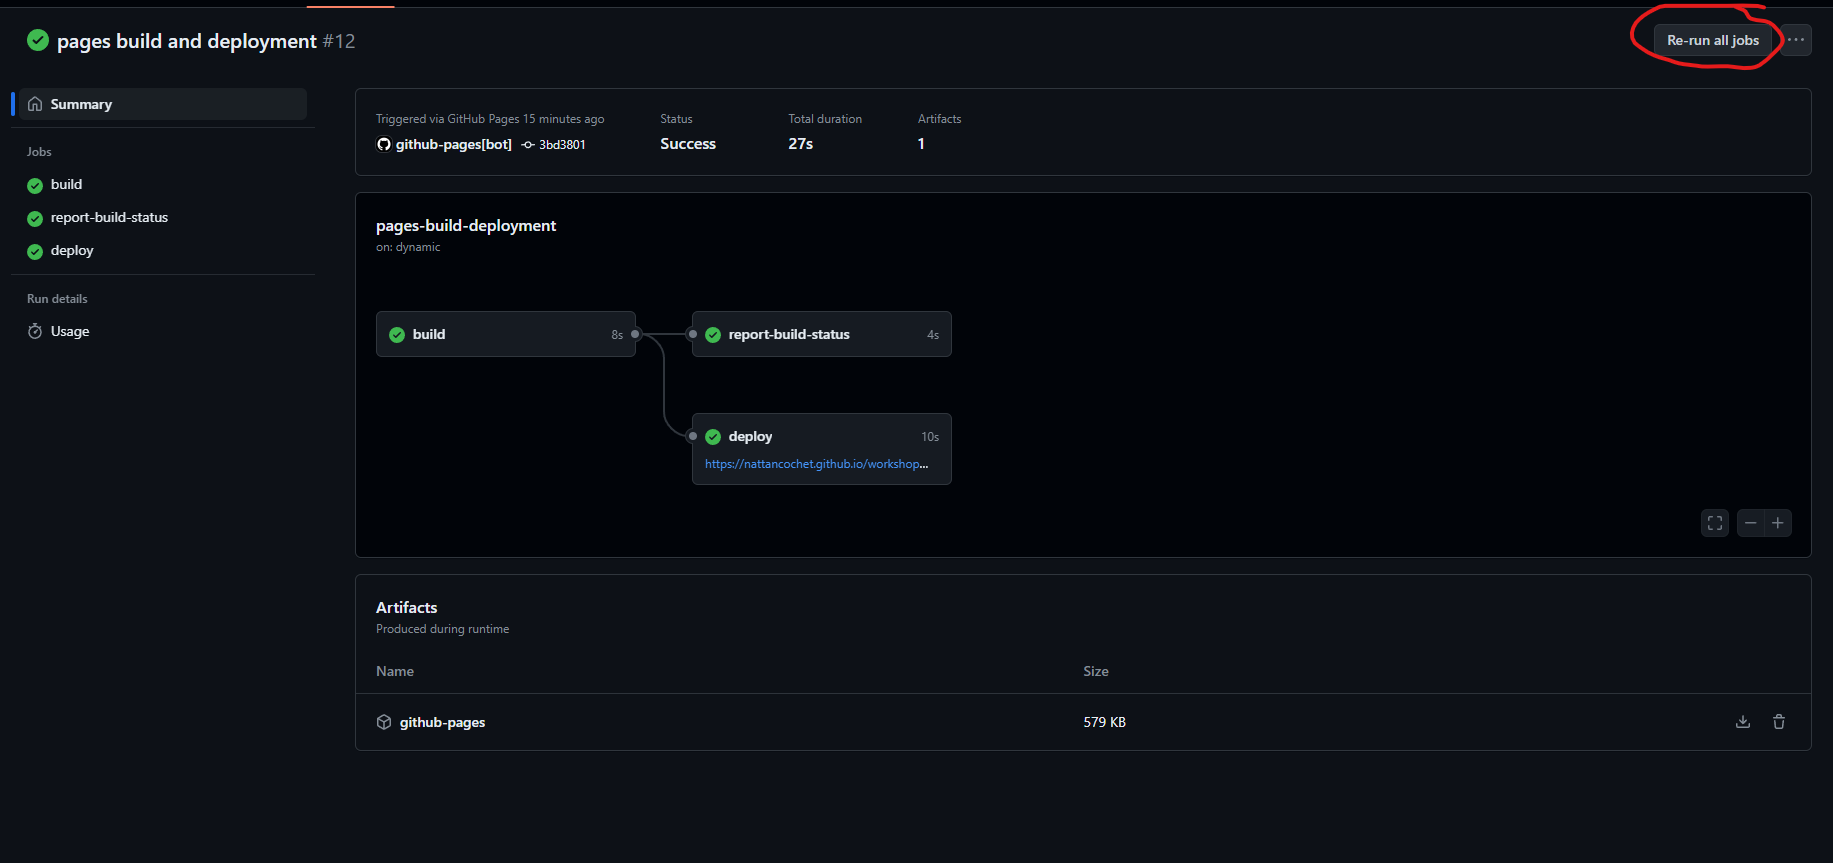 pages build and deployment #12
Re-run all jobs
Summary
Triggered via GitHub Pages 15 minutes ago
Status
Total duration
Artifacts
github-pages[bot] 3bd3801
Success
27s
1
Jobs
build
report-build-status
deploy
Run details
Usage
pages-build-deployment
on: dynamic
build 8s
report-build-status 4s
deploy 10s
https://nattancochet.github.io/workshop...
Artifacts
Produced during runtime
Name Size
github-pages 579 KB